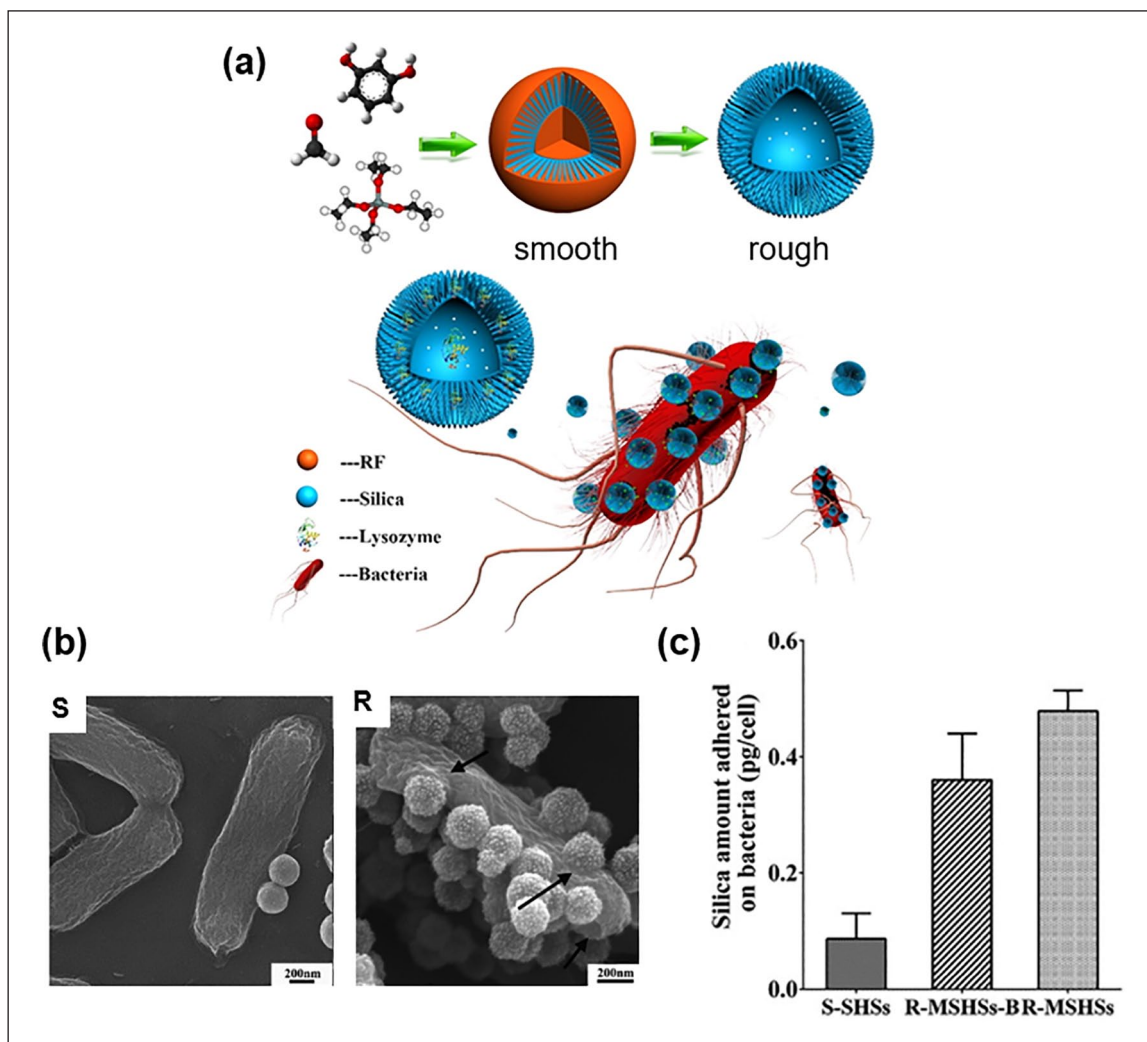 (a)
smooth
rough
---RF
---Silica
---Lysozyme
---Bacteria
(b)
S
200nm
R
200nm
(c)
Silica amount adhered
on bacteria (pg/cell)
0.6
0.4
0.2
0.0
S-SHSs
R-MSHSs-B
R-MSHSs